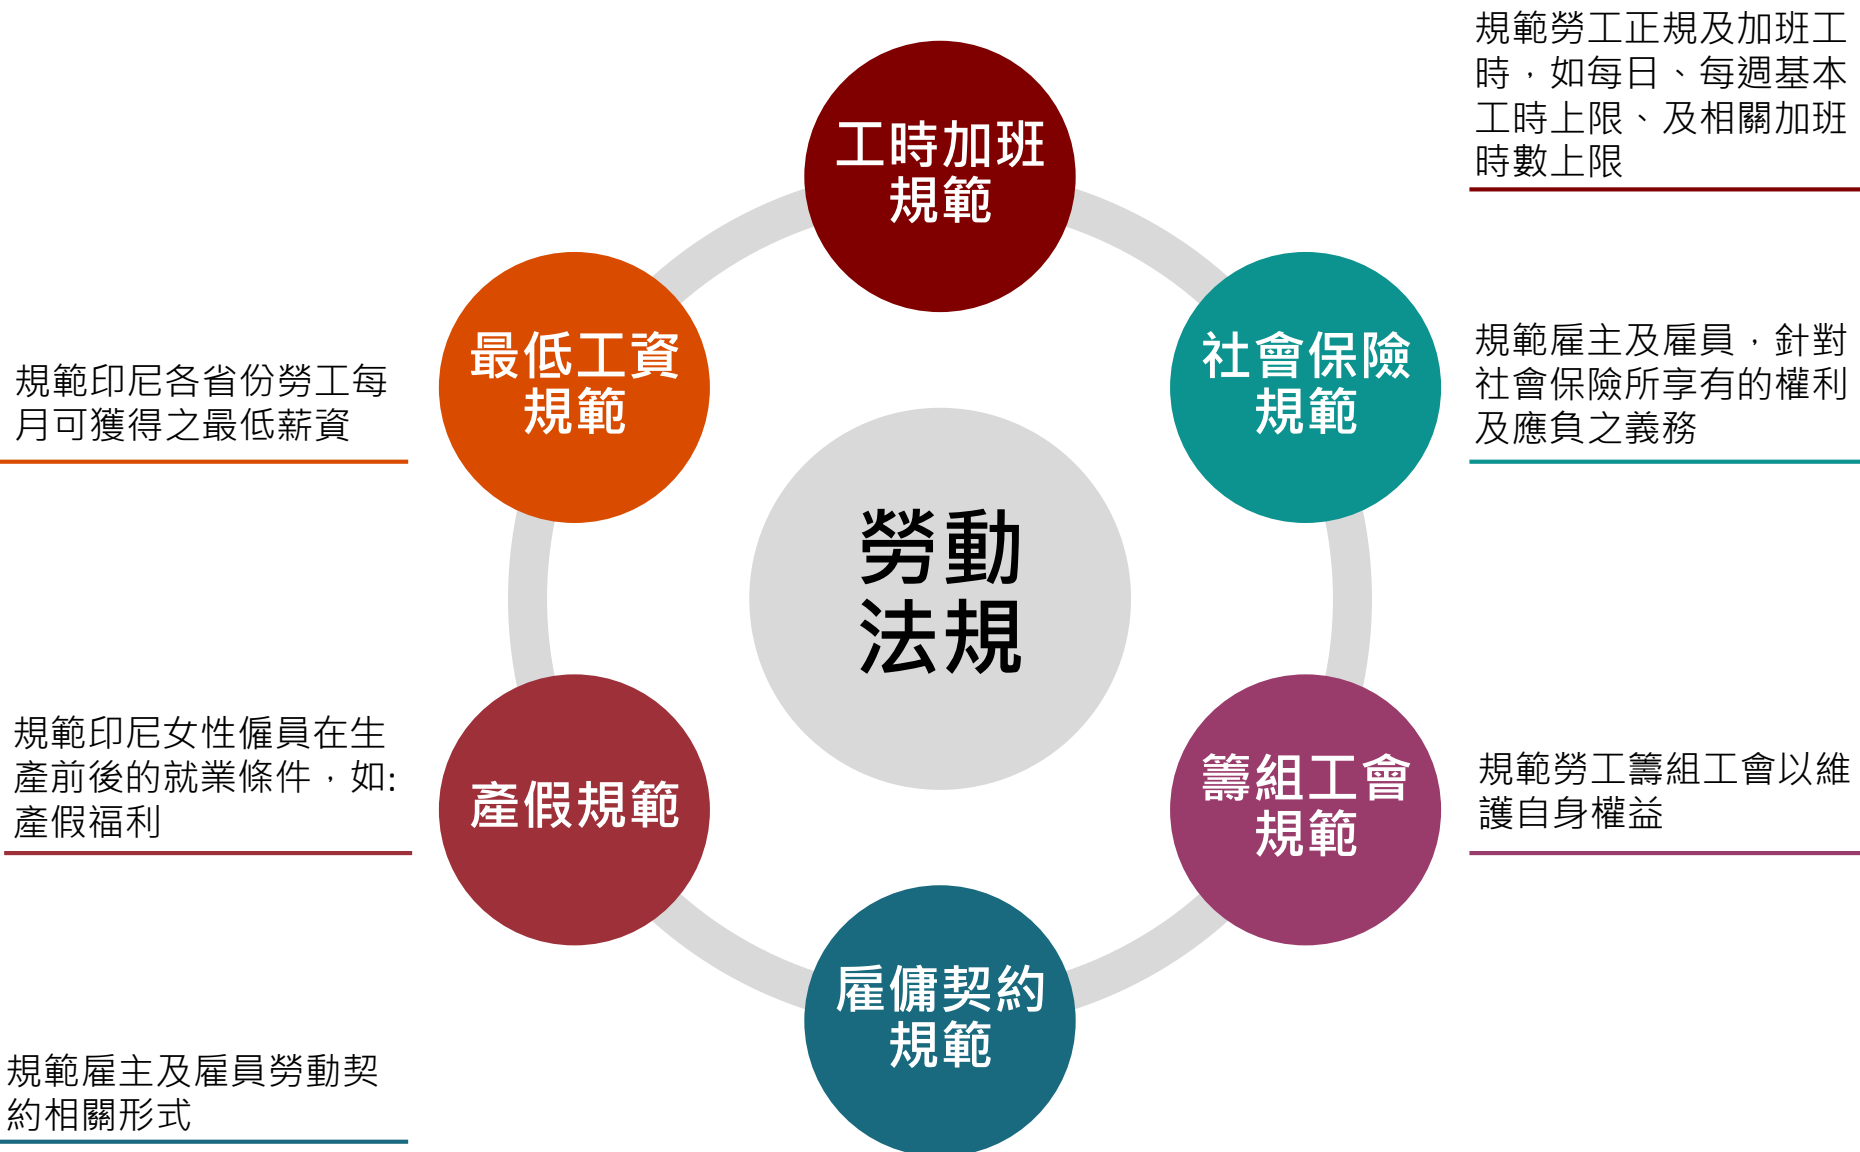 規範勞工正規及加班工
時，如每日、每週基本
工時上限、及相關加班
時數上限
工時加班
規範
最低工資
規範
規範印尼各省份勞工每
月可獲得之最低薪資
社會保險
規範
規範雇主及雇員，針對
社會保險所享有的權利
及應負之義務
勞動
法規
規範印尼女性僱員在生
產前後的就業條件，如:
產假福利
產假規範
籌組工會
規範
規範勞工籌組工會以維
護自身權益
雇傭契約
規範
規範雇主及雇員勞動契
約相關形式